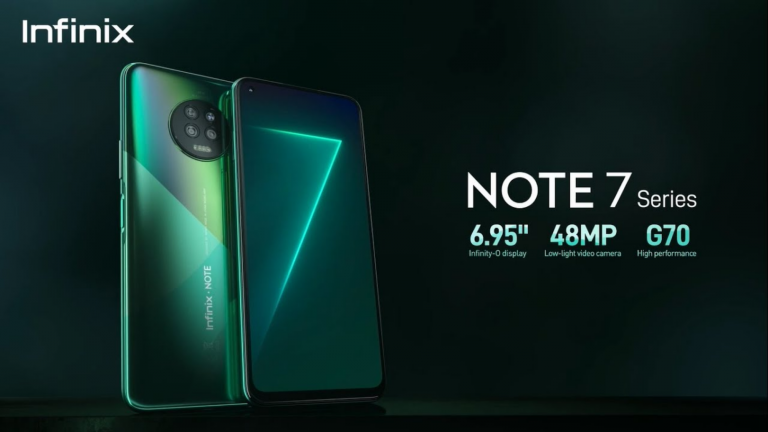 Infinix
NOTE 7 Series
6.95" 48MP G70
Infinity-O display Low-light video camera High performance
Infinix • NOTE